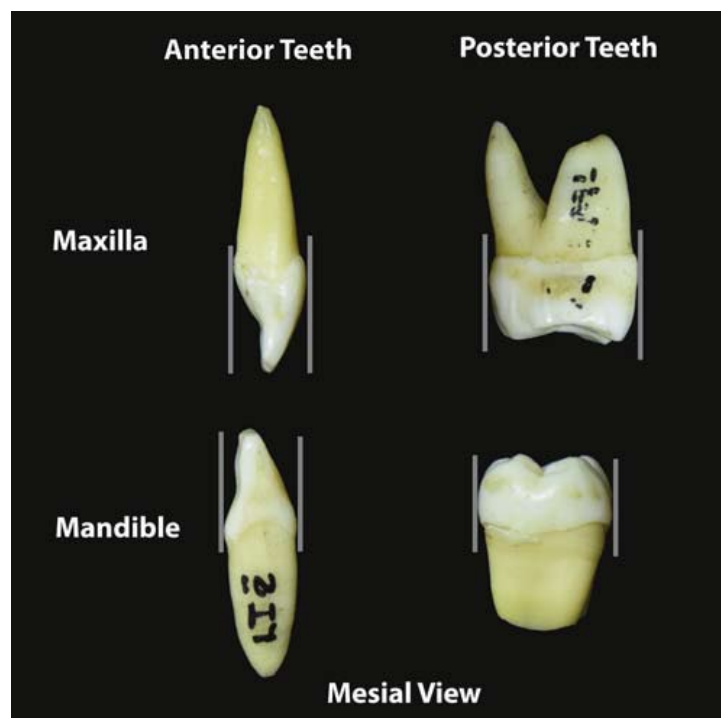 Anterior Teeth
Posterior Teeth
Maxilla
Mandible
Mesial View